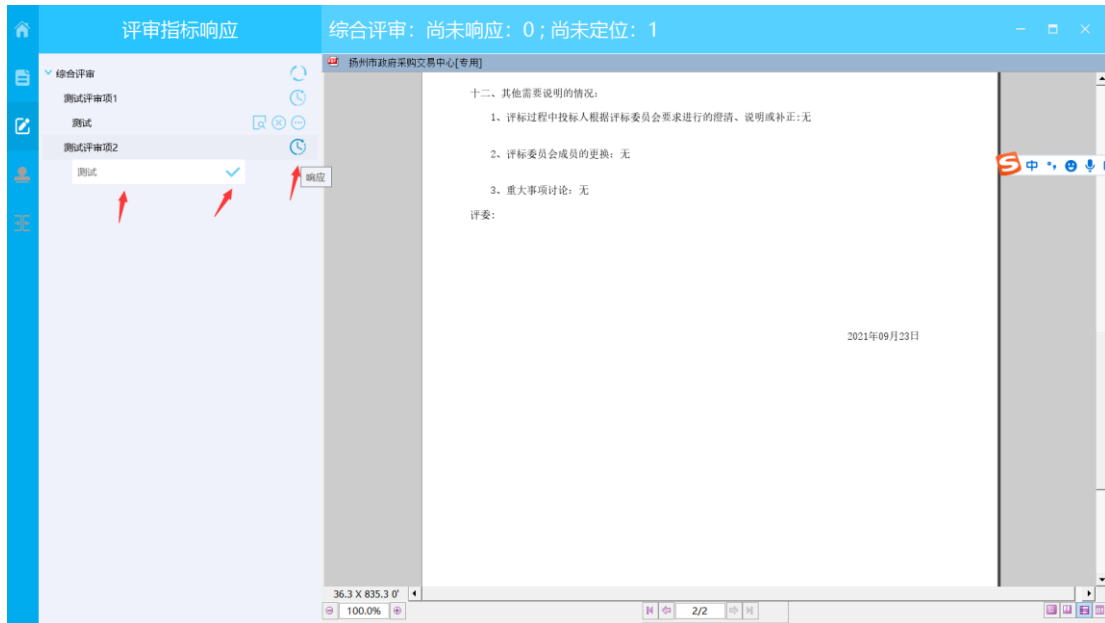 评审指标响应
综合评审：尚未响应：0；尚未定位：1
综合评审
测试评审项1
测试
测试评审项2
测试
响应
扬州市政府采购交易中心[专用]
十二、其他需要说明的情况：
1、评标过程中投标人根据评标委员会要求进行的澄清、说明或补正:无
2、评标委员会成员的更换：无
3、重大事项讨论：无
评委：
2021年09月23日
中
36.3 X 835.3 0'
100.0%
2/2